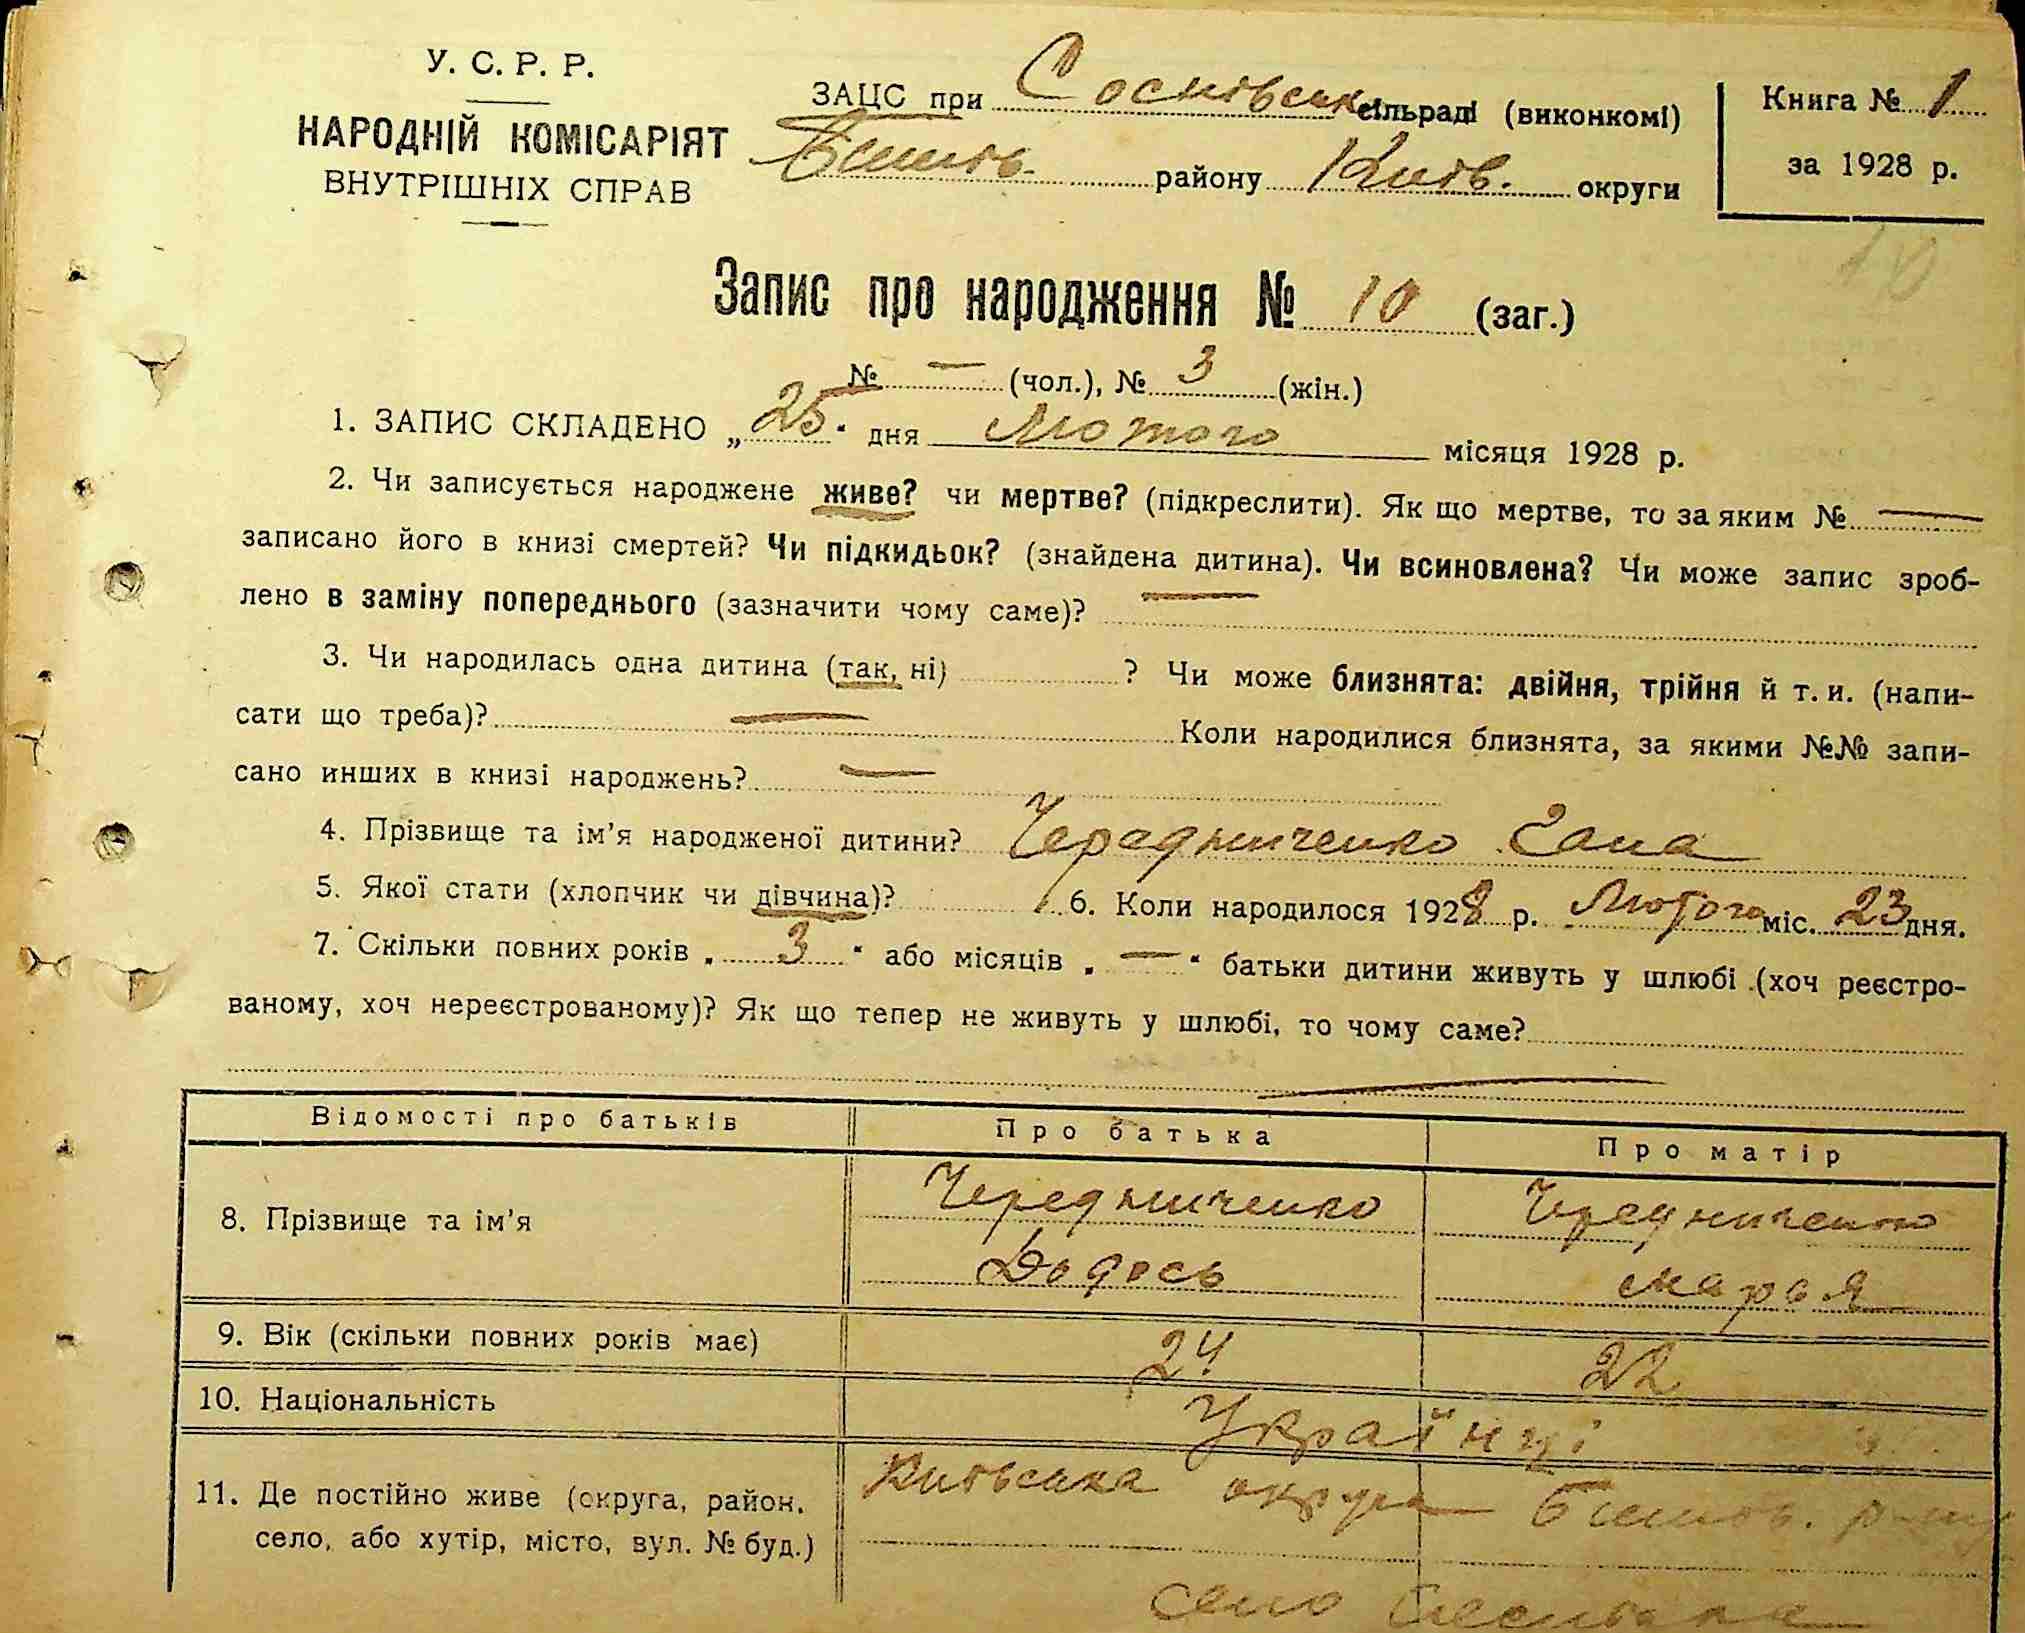 У. С. Р. Р.
НАРОДНІЙ КОМІСАРІЯТ
ВНУТРІШНІХ СПРАВ
ЗАЦС при Сосновськ сільраді (виконкомі)
Бишов. району Київ. округи
Книга № 1
за 1928 р.
10
Запис про народження № 10 (заг.)
№ — (чол.), № 3 (жін.)
1. ЗАПИС СКЛАДЕНО „25" дня Лютого місяця 1928 р.
2. Чи записується народжене живе? чи мертве? (підкреслити). Як що мертве, то за яким № —
записано його в книзі смертей? Чи підкидьок? (знайдена дитина). Чи всиновлена? Чи може запис зроб-
лено в заміну попереднього (зазначити чому саме)? —
3. Чи народилась одна дитина (так, ні) ? Чи може близнята: двійня, трійня й т. и. (напи-
сати що треба)? — Коли народилися близнята, за якими №№ запи-
сано инших в книзі народжень? —
4. Прізвище та ім'я народженої дитини? Чередниченко Гана
5. Якої стати (хлопчик чи дівчина)? 6. Коли народилося 1928 р. Лютого міс. 23 дня.
7. Скільки повних років „ 3 " або місяців „ — " батьки дитини живуть у шлюбі (хоч реєстро-
ваному, хоч нереєстрованому)? Як що тепер не живуть у шлюбі, то чому саме?
—
Відомості про батьків Про батька Про матір
8. Прізвище та ім'я Чередниченко Чередниченко
Додось Марья
9. Вік (скільки повних років має) 24 22
10. Національність Українці
11. Де постійно живе (округа, район, Київська округа Бишов. р-ну
село, або хутір, місто, вул. № буд.)
село